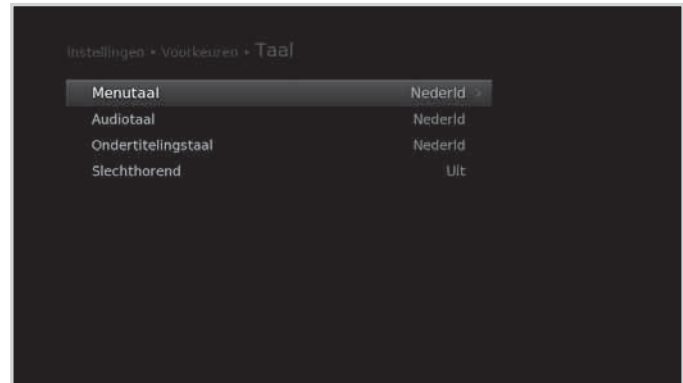 Instellingen • Voorkeuren • Taal
Menutaal Nederld >
Audiotaal Nederld
Ondertitelingstaal Nederld
Slechthorend Uit